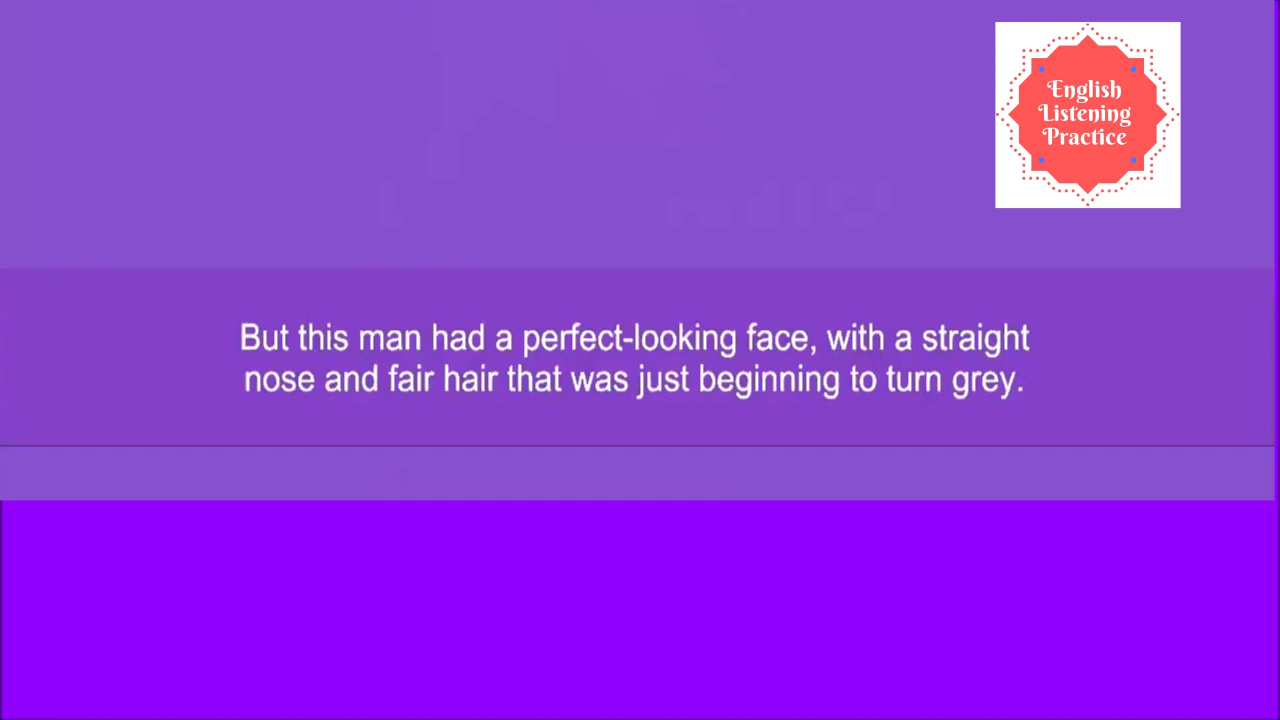 English
Listening
Practice
But this man had a perfect-looking face, with a straight
nose and fair hair that was just beginning to turn grey.